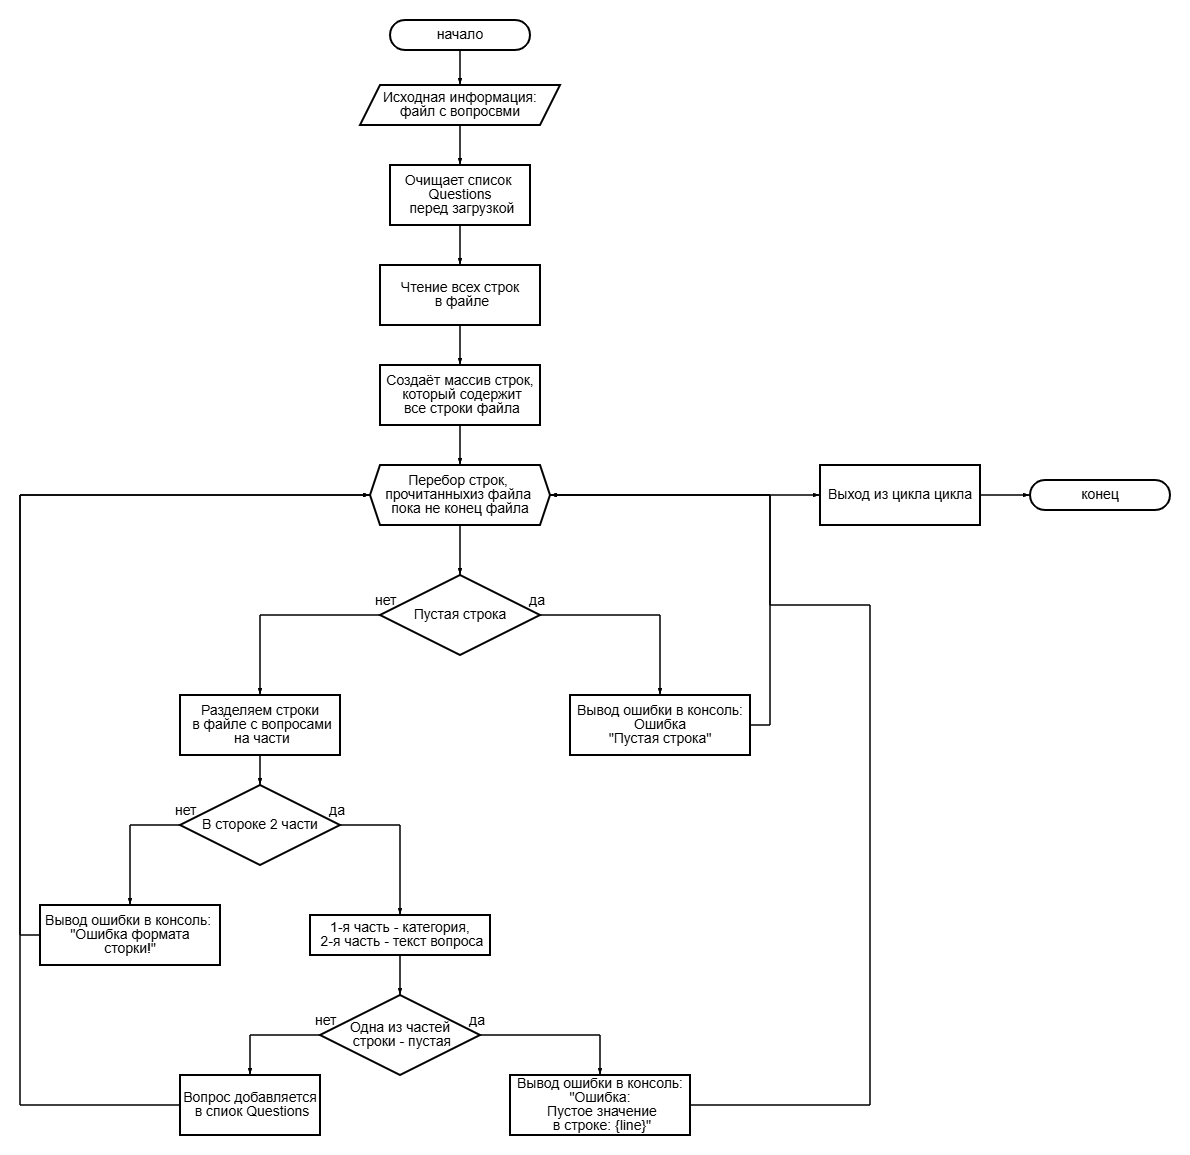 начало
Исходная информация:
файл с вопросвми
Очищает список
Questions
перед загрузкой
Чтение всех строк
в файле
Создаёт массив строк,
который содержит
все строки файла
Перебор строк,
прочитанныхиз файла
пока не конец файла
Выход из цикла цикла
конец
нет
Пустая строка
да
Разделяем строки
в файле с вопросами
на части
Вывод ошибки в консоль:
Ошибка
"Пустая строка"
нет
В стороке 2 части
да
Вывод ошибки в консоль:
"Ошибка формата
сторки!"
1-я часть - категория,
2-я часть - текст вопроса
нет
Одна из частей
строки - пустая
да
Вопрос добавляется
в спиок Questions
Вывод ошибки в консоль:
"Ошибка:
Пустое значение
в строке: {line}"